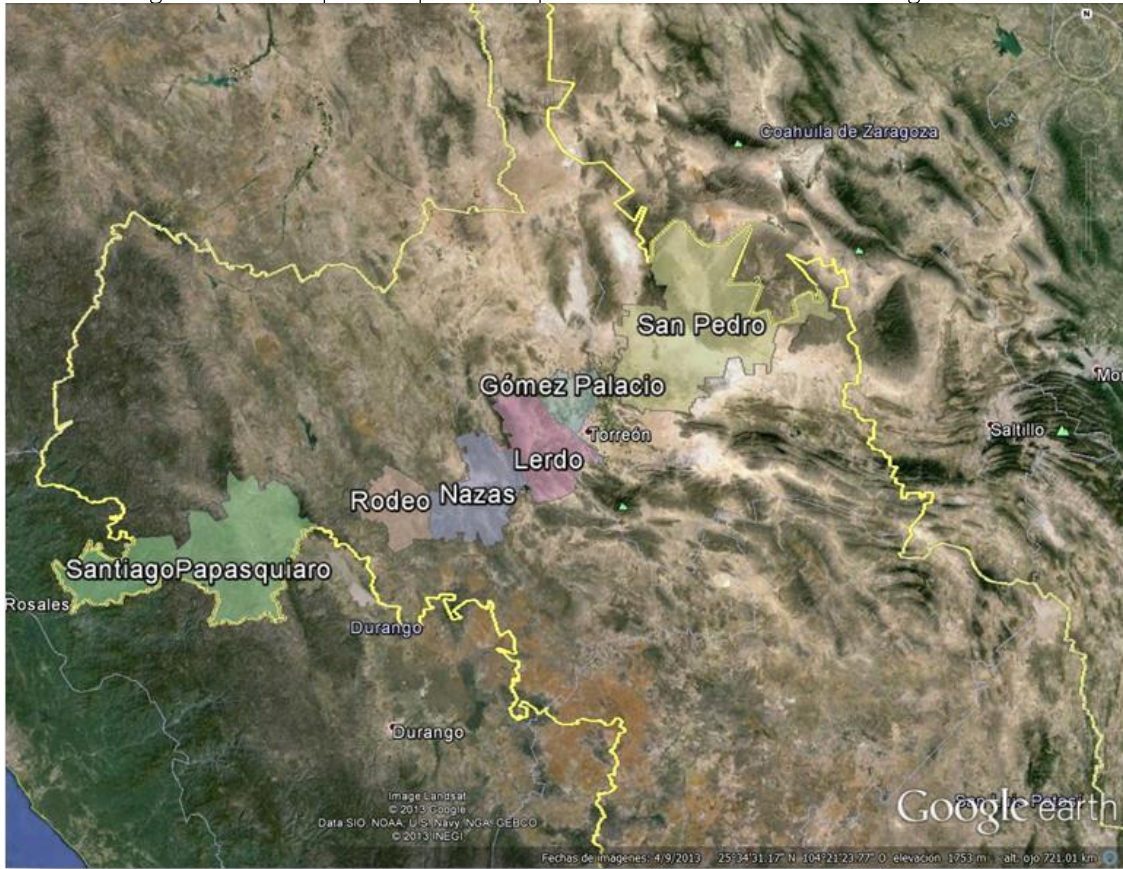 N
Coahuila de Zaragoza
San Pedro
Gómez Palacio
Mon
Torreón
Saltillo
Lerdo
Rodeo
Nazas
SantiagoPapasquiaro
Rosales
Durango
Durango
Image Landsat
© 2013 Google
Data SIO, NOAA, U.S. Navy, NGA, GEBCO
© 2013 INEGI
Google earth
Fechas de imágenes: 4/9/2013 25°34'31.17" N 104°21'23.77" O elevación 1753 m alt. ojo 721.01 km